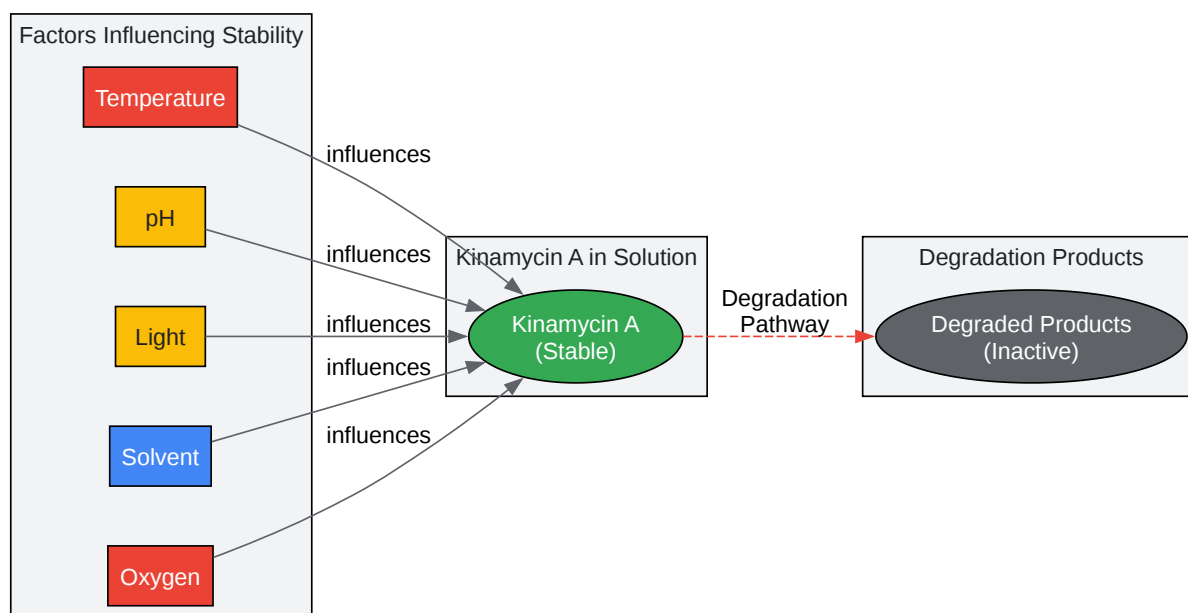 Factors Influencing Stability
Temperature
pH
Light
Solvent
Oxygen
influences
influences
influences
influences
influences
Kinamycin A in Solution
Kinamycin A
(Stable)
Degradation
Pathway
Degradation Products
Degraded Products
(Inactive)